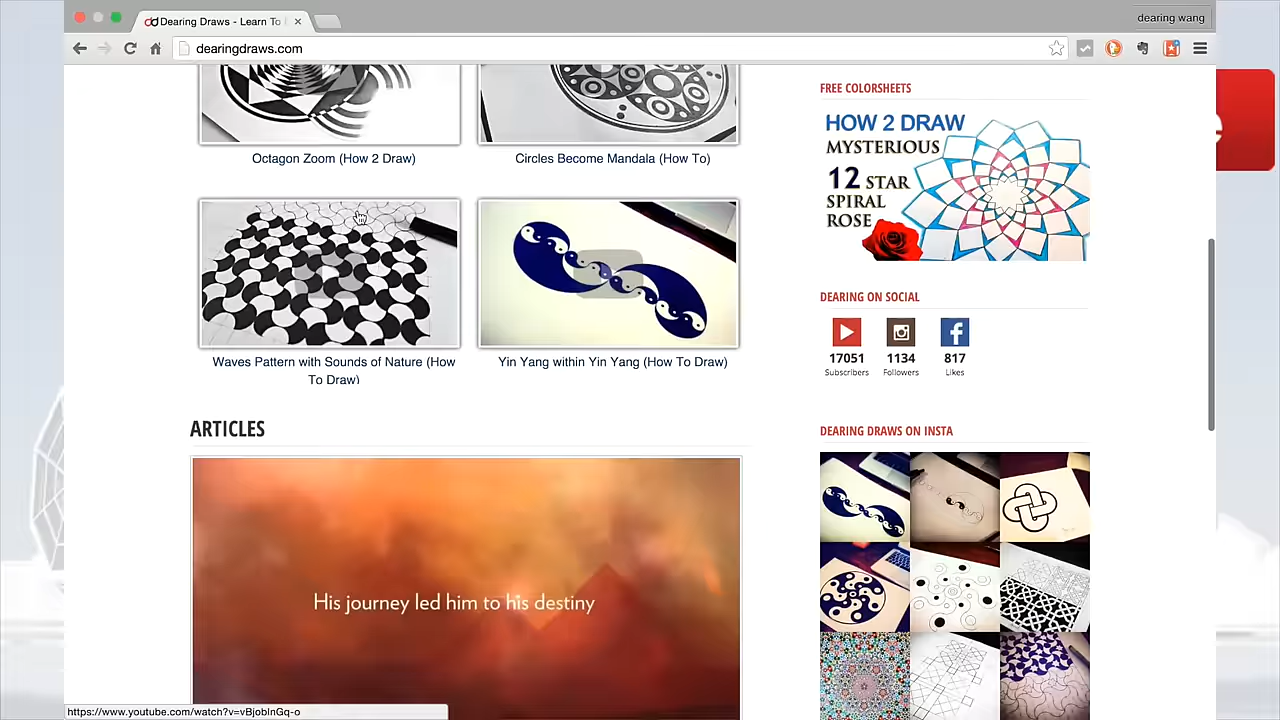 Dearing Draws - Learn To
dearing wang
dearingdraws.com
Octagon Zoom (How 2 Draw)
Circles Become Mandala (How To)
Waves Pattern with Sounds of Nature (How
To Draw)
Yin Yang within Yin Yang (How To Draw)
ARTICLES
His journey led him to his destiny
FREE COLORSHEETS
HOW 2 DRAW
MYSTERIOUS
12 STAR
SPIRAL
ROSE
DEARING ON SOCIAL
17051
Subscribers
1134
Followers
817
Likes
DEARING DRAWS ON INSTA
https://www.youtube.com/watch?v=vBjobInGq-o